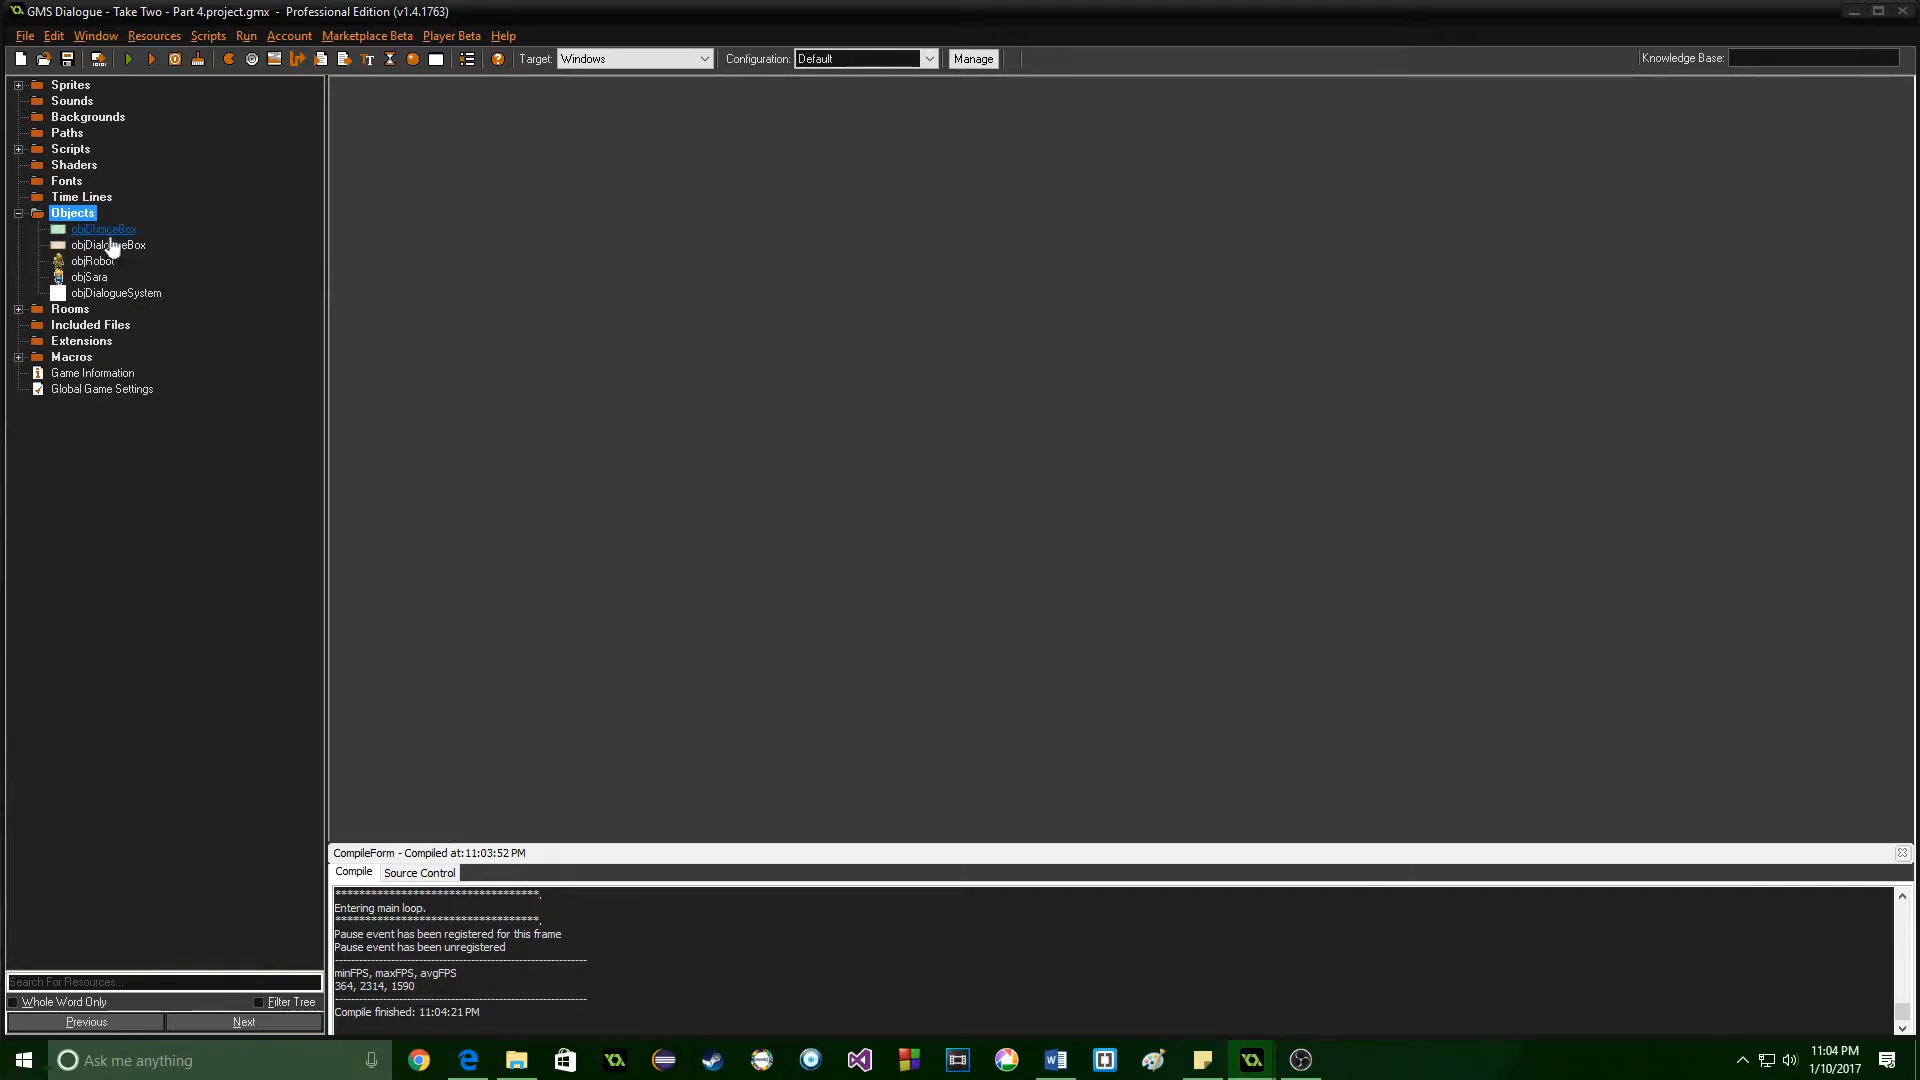 GMS Dialogue - Take Two - Part 4.project.gmx - Professional Edition (v1.4.1763)
File Edit Window Resources Scripts Run Account Marketplace Beta Player Beta Help
Target: Windows Configuration: Default Manage Knowledge Base:
Sprites
Sounds
Backgrounds
Paths
Scripts
Shaders
Fonts
Time Lines
Objects
objDialogueBox
objRobot
objSara
objDialogueSystem
Rooms
Included Files
Extensions
Macros
Game Information
Global Game Settings
CompileForm - Compiled at:11:03:52 PM
Compile Source Control
***********************************.
Entering main loop.
***********************************.
Pause event has been registered for this frame
Pause event has been unregistered
----------------------------------------------------------------
minFPS, maxFPS, avgFPS
364, 2314, 1590
----------------------------------------------------------------
Compile finished: 11:04:21 PM
Search For Resources...
Whole Word Only Filter Tree
Previous Next
Ask me anything
11:04 PM
1/10/2017